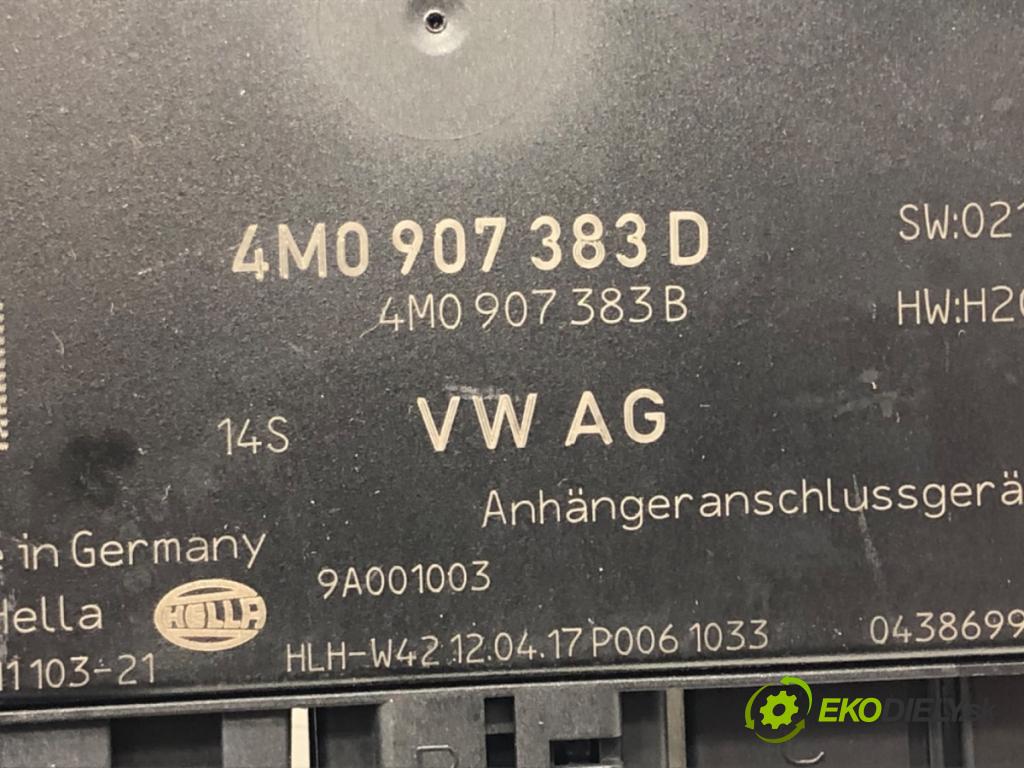 4M0 907 383 D
SW:021
4M0 907 383 B
HW:H20
14S
VW AG
Anhängeranschlussgerä
in Germany
9A001003
Hella
HELLA
103-21
HLH-W42 12.04.17 P006 1033
0438699
B
C
EKODIELY.sk